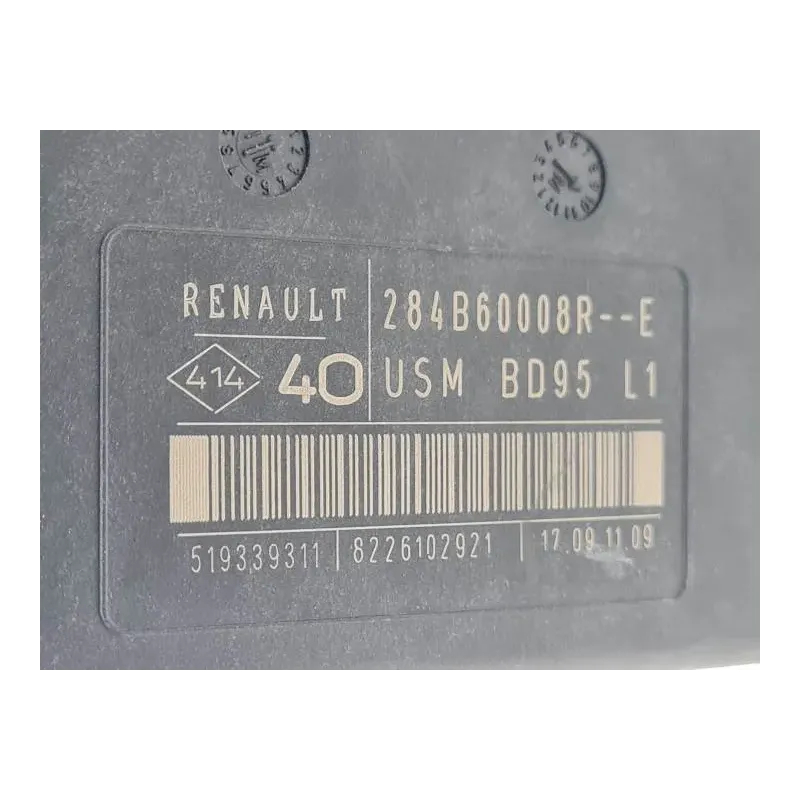 RENAULT 284B60008R--E
414 40 USM BD95 L1
519339311 8226102921 17.09.11.09